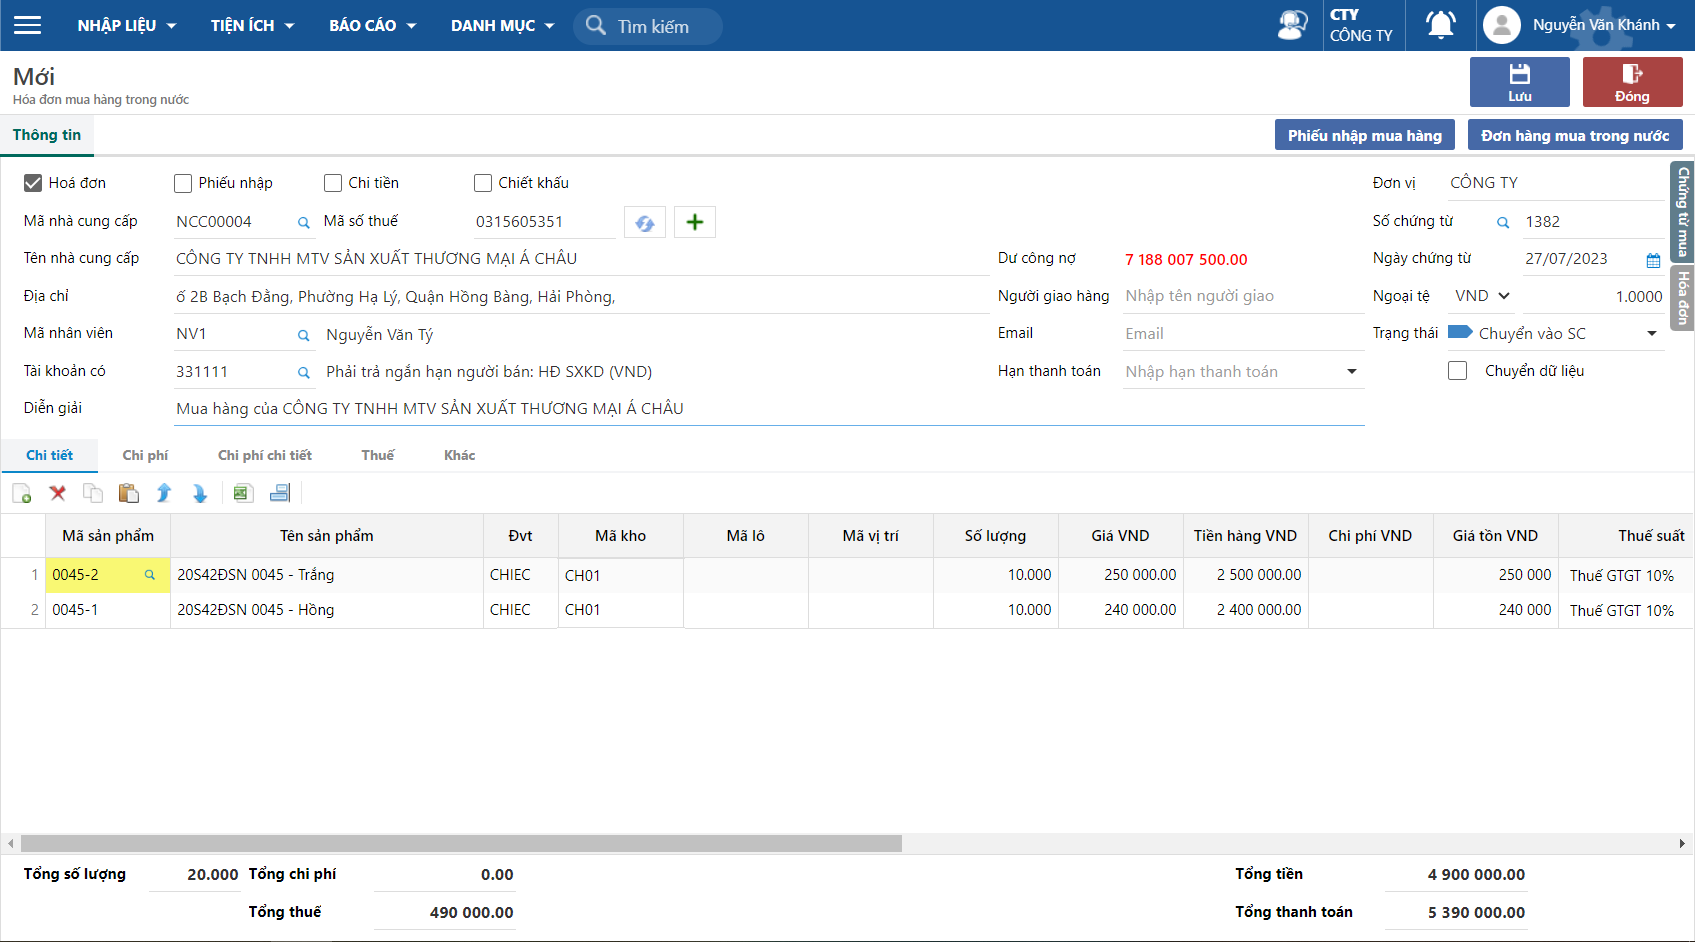 NHẬP LIỆU TIỆN ÍCH BÁO CÁO DANH MỤC Tìm kiếm CTY CÔNG TY Nguyễn Văn Khánh
Mới
Hóa đơn mua hàng trong nước
Lưu Đóng
Thông tin Phiếu nhập mua hàng Đơn hàng mua trong nước
Hoá đơn Phiếu nhập Chi tiền Chiết khấu Đơn vị CÔNG TY
Mã nhà cung cấp NCC00004 Mã số thuế 0315605351 Số chứng từ 1382
Tên nhà cung cấp CÔNG TY TNHH MTV SẢN XUẤT THƯƠNG MẠI Á CHÂU Dư công nợ 7 188 007 500.00 Ngày chứng từ 27/07/2023
Địa chỉ ố 2B Bạch Đằng, Phường Hạ Lý, Quận Hồng Bàng, Hải Phòng, Người giao hàng Nhập tên người giao Ngoại tệ VND 1.0000
Mã nhân viên NV1 Nguyễn Văn Tý Email Email Trạng thái Chuyển vào SC
Tài khoản có 331111 Phải trả ngắn hạn người bán: HĐ SXKD (VND) Hạn thanh toán Nhập hạn thanh toán Chuyển dữ liệu
Diễn giải Mua hàng của CÔNG TY TNHH MTV SẢN XUẤT THƯƠNG MẠI Á CHÂU
Chứng từ mua
Hóa đơn
Chi tiết Chi phí Chi phí chi tiết Thuế Khác
Mã sản phẩm Tên sản phẩm Đvt Mã kho Mã lô Mã vị trí Số lượng Giá VND Tiền hàng VND Chi phí VND Giá tồn VND Thuế suất
1 0045-2 20S42ĐSN 0045 - Trắng CHIEC CH01 10.000 250 000.00 2 500 000.00 250 000 Thuế GTGT 10%
2 0045-1 20S42ĐSN 0045 - Hồng CHIEC CH01 10.000 240 000.00 2 400 000.00 240 000 Thuế GTGT 10%
Tổng số lượng 20.000 Tổng chi phí 0.00 Tổng tiền 4 900 000.00
Tổng thuế 490 000.00 Tổng thanh toán 5 390 000.00